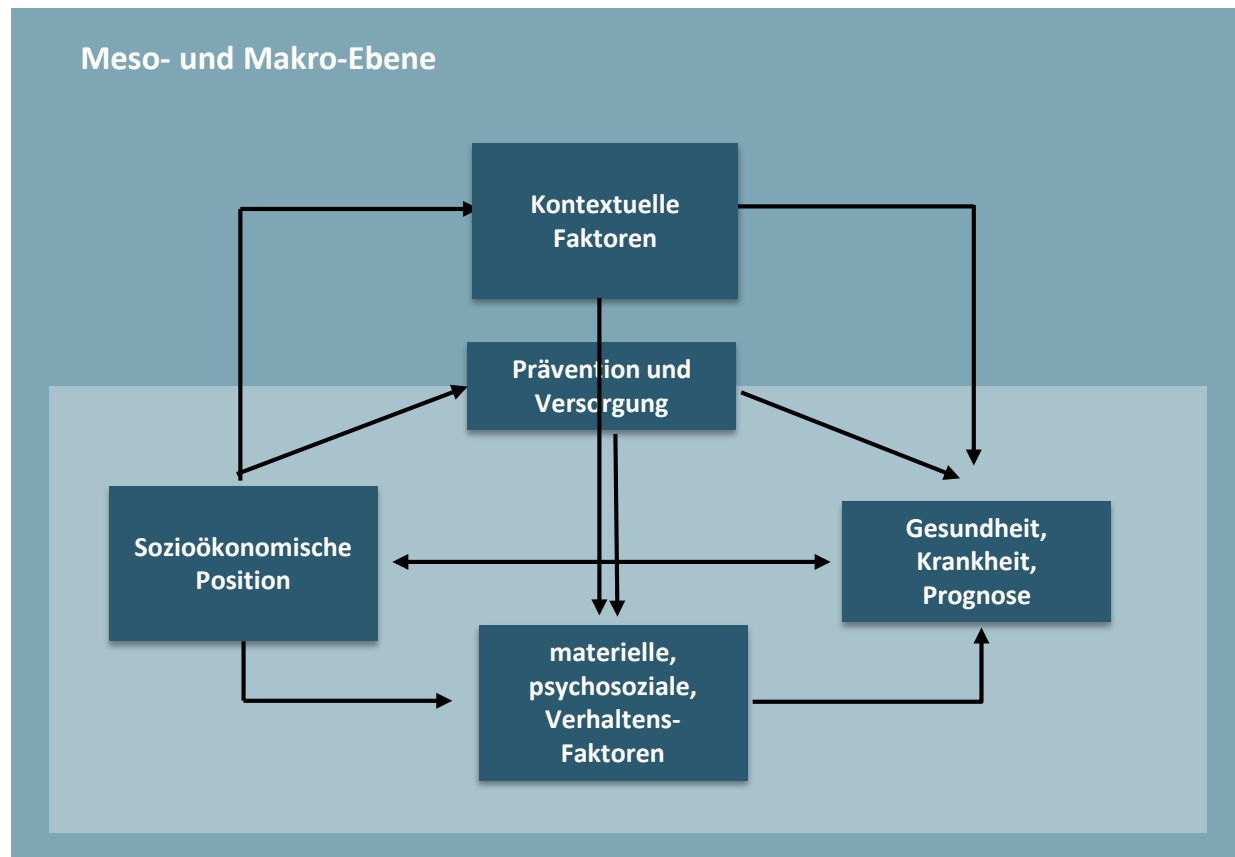 Meso- und Makro-Ebene
Kontextuelle
Faktoren
Prävention und
Versorgung
Sozioökonomische
Position
Gesundheit,
Krankheit,
Prognose
materielle,
psychosoziale,
Verhaltens-
Faktoren